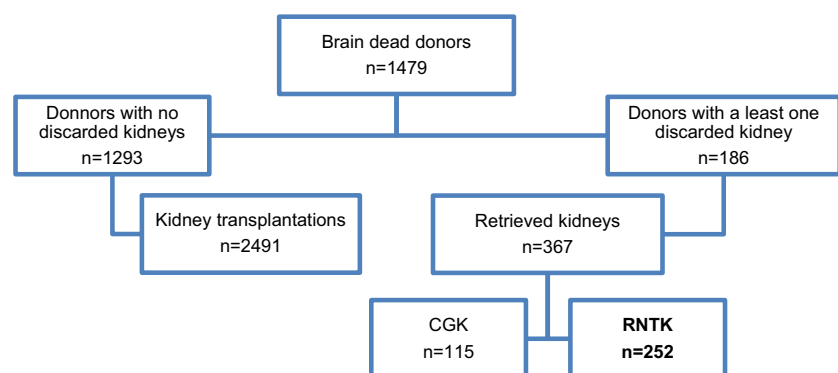 Brain dead donors
n=1479
Donnors with no
discarded kidneys
n=1293
Donors with a least one
discarded kidney
n=186
Kidney transplantations
n=2491
Retrieved kidneys
n=367
CGK
n=115
RNTK
n=252